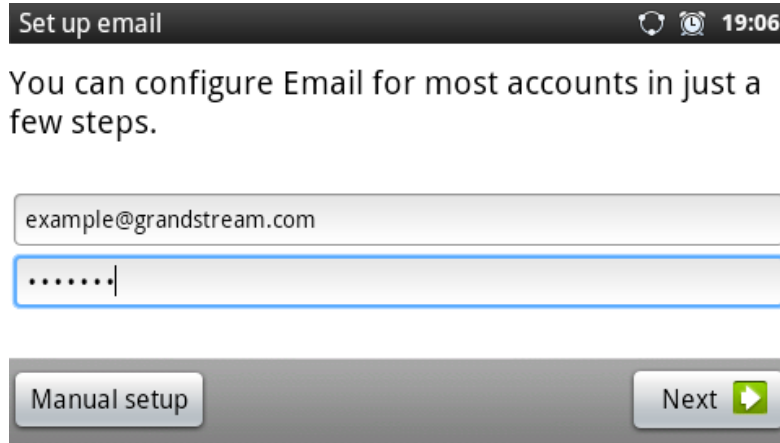 Set up email 19:06
You can configure Email for most accounts in just a
few steps.
example@grandstream.com
•••••••
Manual setup Next